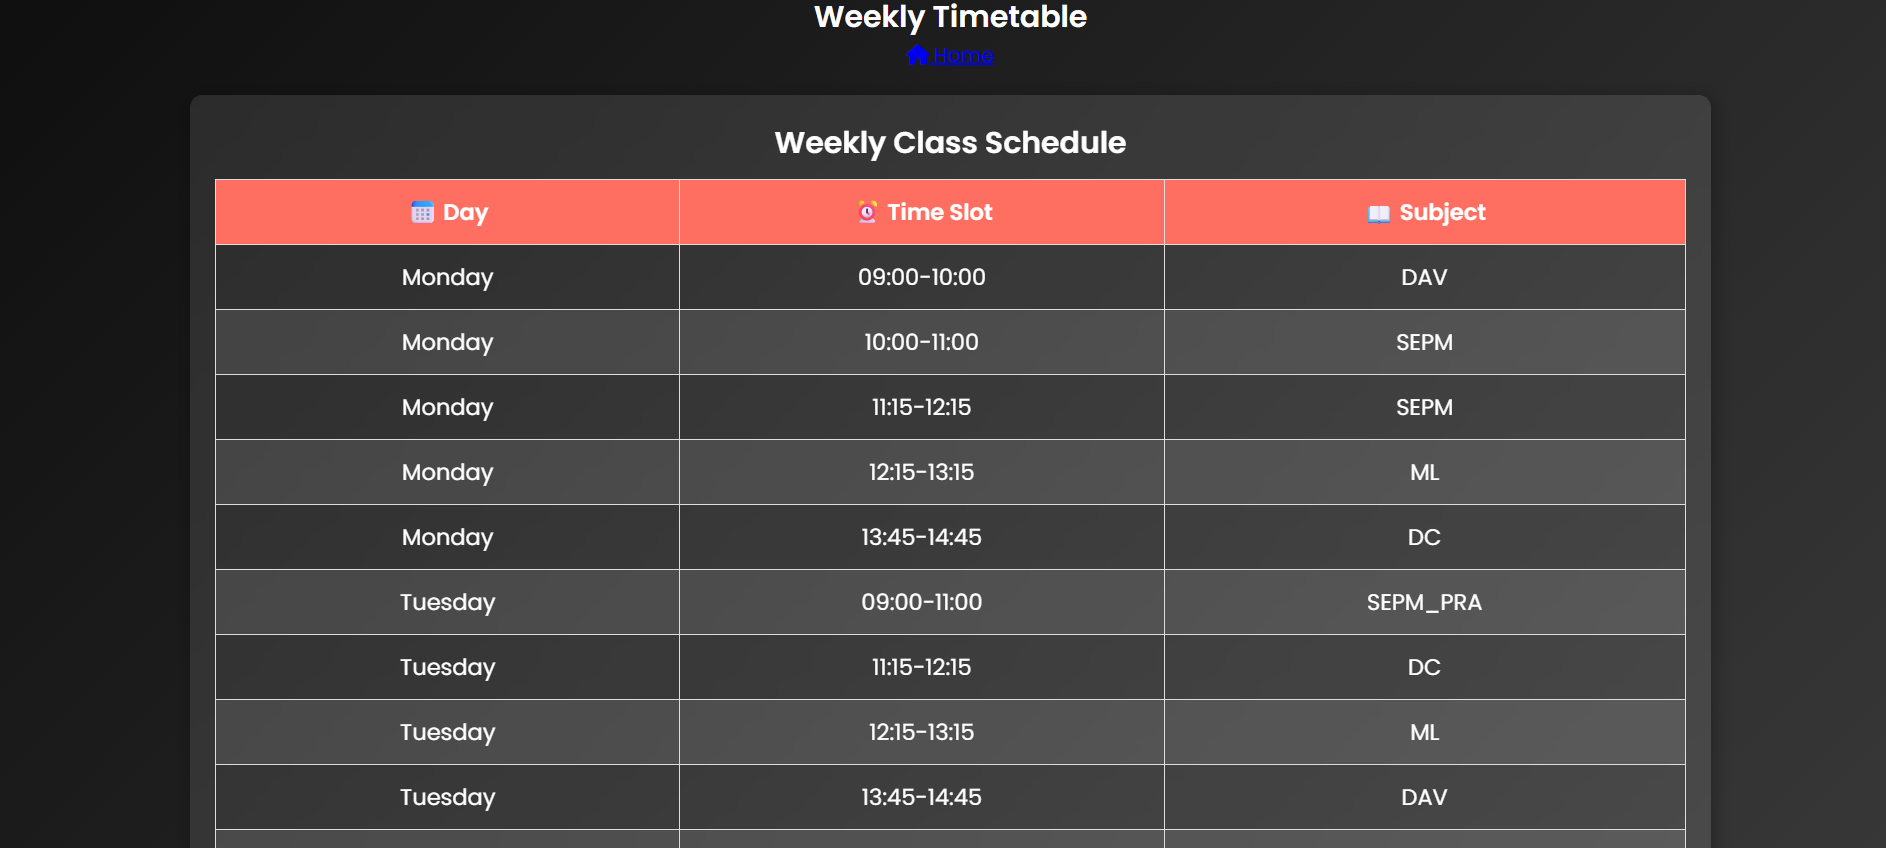 Weekly Timetable
Home
Weekly Class Schedule
Day Time Slot Subject
Monday 09:00-10:00 DAV
Monday 10:00-11:00 SEPM
Monday 11:15-12:15 SEPM
Monday 12:15-13:15 ML
Monday 13:45-14:45 DC
Tuesday 09:00-11:00 SEPM_PRA
Tuesday 11:15-12:15 DC
Tuesday 12:15-13:15 ML
Tuesday 13:45-14:45 DAV